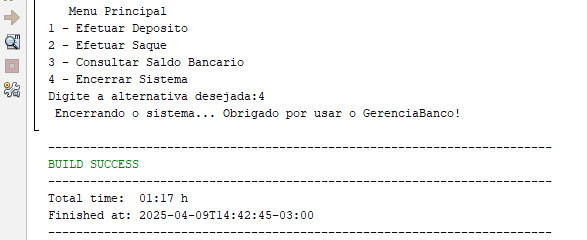 Menu Principal
1 - Efetuar Deposito
2 - Efetuar Saque
3 - Consultar Saldo Bancario
4 - Encerrar Sistema
Digite a alternativa desejada:4
Encerrando o sistema... Obrigado por usar o GerenciaBanco!
------------------------------------------------------------------------
BUILD SUCCESS
------------------------------------------------------------------------
Total time:  01:17 h
Finished at: 2025-04-09T14:42:45-03:00
------------------------------------------------------------------------